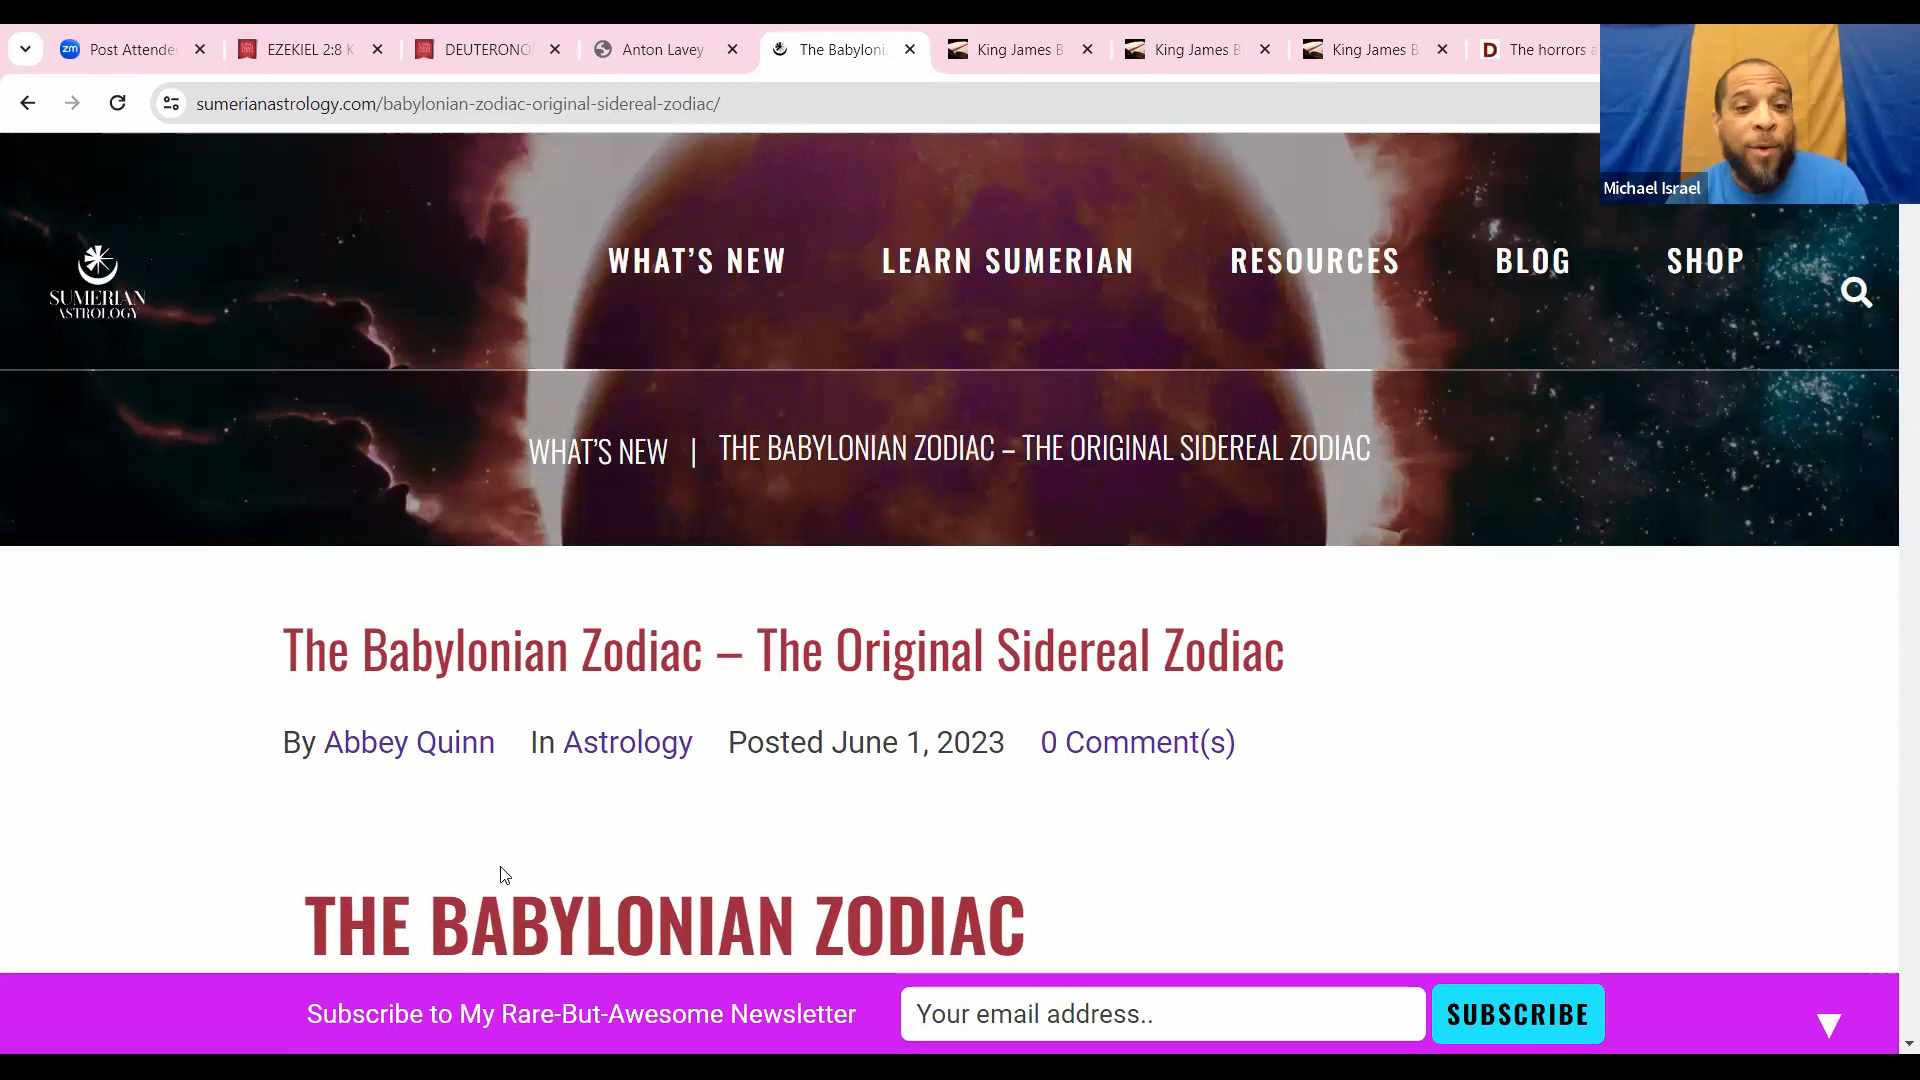 zm Post Attende
EZEKIEL 2:8 K
DEUTERONO
Anton Lavey
The Babyloni
King James B
King James B
King James B
D The horrors a
sumerianastrology.com/babylonian-zodiac-original-sidereal-zodiac/
Michael Israel
SUMERIAN
ASTROLOGY
WHAT'S NEW
LEARN SUMERIAN
RESOURCES
BLOG
SHOP
WHAT'S NEW | THE BABYLONIAN ZODIAC – THE ORIGINAL SIDEREAL ZODIAC
The Babylonian Zodiac – The Original Sidereal Zodiac
By Abbey Quinn In Astrology Posted June 1, 2023 0 Comment(s)
THE BABYLONIAN ZODIAC
Subscribe to My Rare-But-Awesome Newsletter
Your email address..
SUBSCRIBE